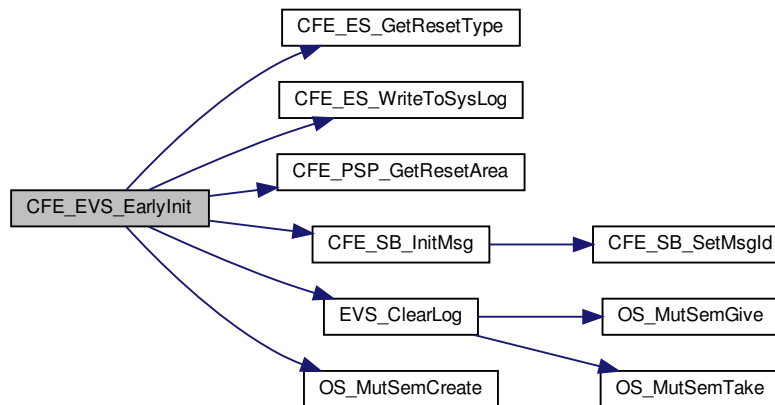 CFE_ES_GetResetType
CFE_ES_WriteToSysLog
CFE_PSP_GetResetArea
CFE_EVS_EarlyInit
CFE_SB_InitMsg
CFE_SB_SetMsgId
EVS_ClearLog
OS_MutSemGive
OS_MutSemCreate
OS_MutSemTake